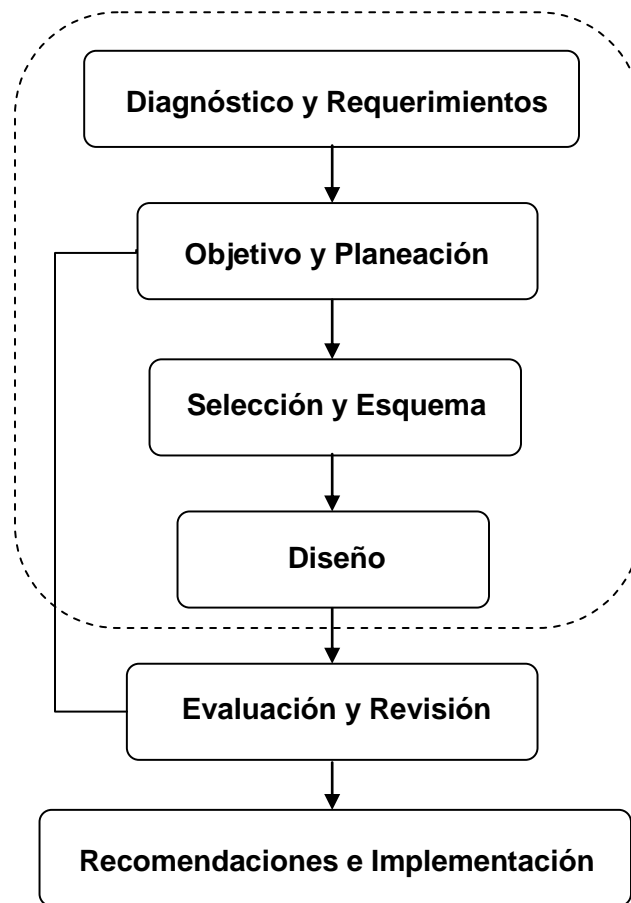 Diagnóstico y Requerimientos
Objetivo y Planeación
Selección y Esquema
Diseño
Evaluación y Revisión
Recomendaciones e Implementación